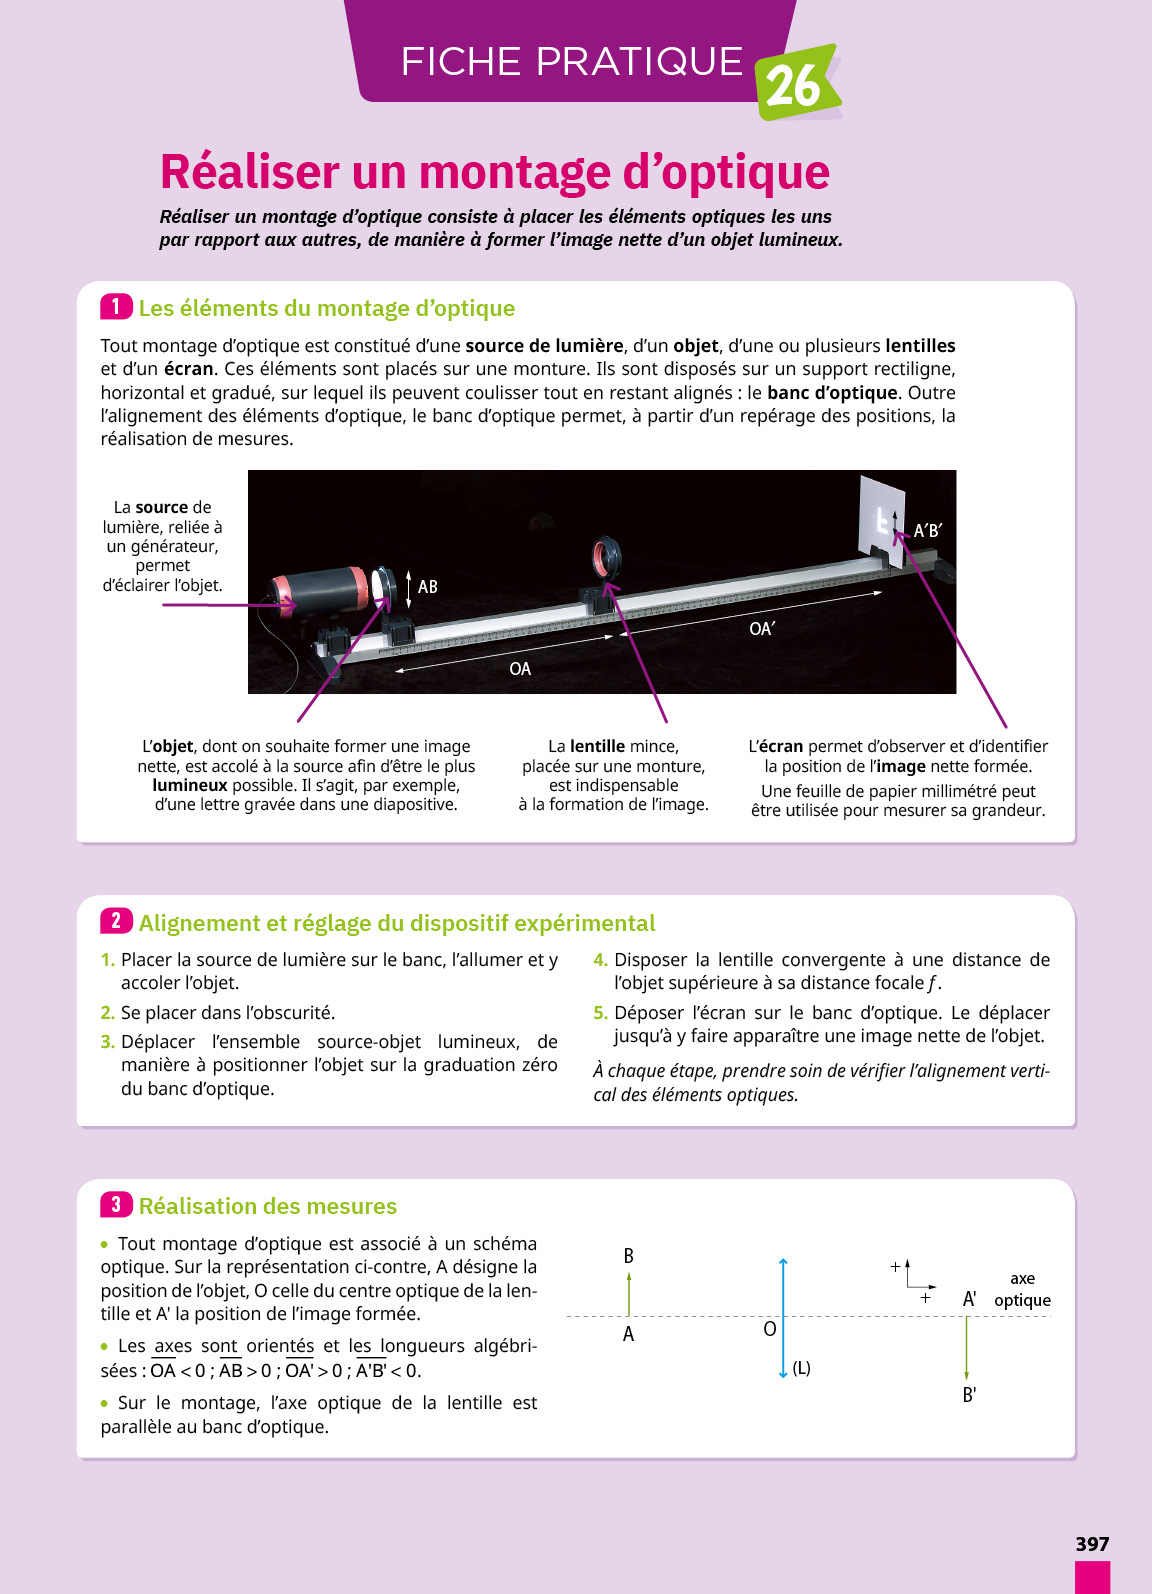 FICHE PRATIQUE
26
Réaliser un montage d’optique
Réaliser un montage d’optique consiste à placer les éléments optiques les uns
par rapport aux autres, de manière à former l’image nette d’un objet lumineux.
1 Les éléments du montage d’optique
Tout montage d’optique est constitué d’une source de lumière, d’un objet, d’une ou plusieurs lentilles
et d’un écran. Ces éléments sont placés sur une monture. Ils sont disposés sur un support rectiligne,
horizontal et gradué, sur lequel ils peuvent coulisser tout en restant alignés : le banc d’optique. Outre
l’alignement des éléments d’optique, le banc d’optique permet, à partir d’un repérage des positions, la
réalisation de mesures.
La source de
lumière, reliée à
un générateur,
permet
d’éclairer l’objet.
AB
OA
OA′
A′B′
L’objet, dont on souhaite former une image
nette, est accolé à la source afin d’être le plus
lumineux possible. Il s’agit, par exemple,
d’une lettre gravée dans une diapositive.
La lentille mince,
placée sur une monture,
est indispensable
à la formation de l’image.
L’écran permet d’observer et d’identifier
la position de l’image nette formée.
Une feuille de papier millimétré peut
être utilisée pour mesurer sa grandeur.
2 Alignement et réglage du dispositif expérimental
1. Placer la source de lumière sur le banc, l’allumer et y
accoler l’objet.
2. Se placer dans l’obscurité.
3. Déplacer l’ensemble source-objet lumineux, de
manière à positionner l’objet sur la graduation zéro
du banc d’optique.
4. Disposer la lentille convergente à une distance de
l’objet supérieure à sa distance focale f.
5. Déposer l’écran sur le banc d’optique. Le déplacer
jusqu’à y faire apparaître une image nette de l’objet.
À chaque étape, prendre soin de vérifier l’alignement verti-
cal des éléments optiques.
3 Réalisation des mesures
• Tout montage d’optique est associé à un schéma
optique. Sur la représentation ci-contre, A désigne la
position de l’objet, O celle du centre optique de la len-
tille et A' la position de l’image formée.
• Les axes sont orientés et les longueurs algébri-
sées : O̅A̅ < 0 ; A̅B̅ > 0 ; O̅A̅'̅ > 0 ; A̅'̅B̅'̅ < 0.
• Sur le montage, l’axe optique de la lentille est
parallèle au banc d’optique.
B
A
O
(L)
+
+
A'
B'
axe
optique
397